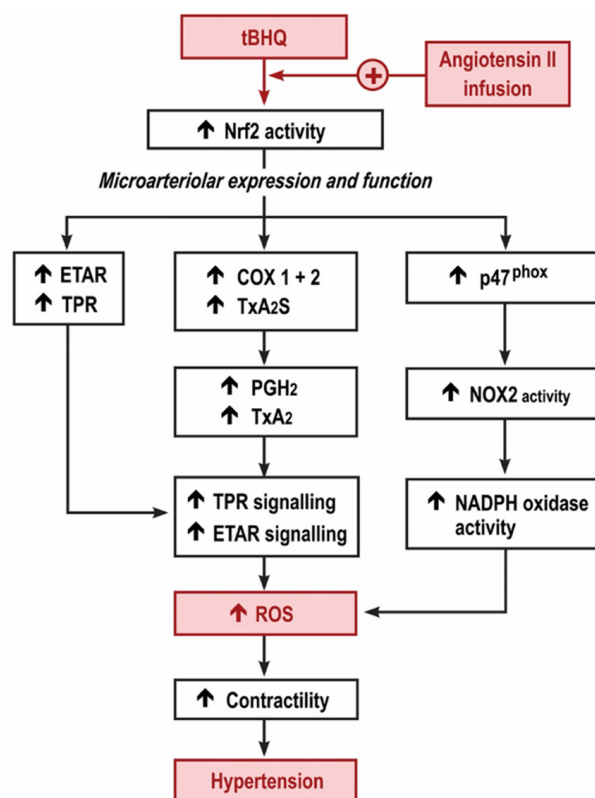 tBHQ
+
Angiotensin II
infusion
↑ Nrf2 activity
Microarteriolar expression and function
↑ ETAR
↑ TPR
↑ COX 1 + 2
↑ TxA₂S
↑ p47ᵖʰᵒˣ
↑ PGH₂
↑ TxA₂
↑ NOX2 activity
↑ TPR signalling
↑ ETAR signalling
↑ NADPH oxidase
activity
↑ ROS
↑ Contractility
Hypertension